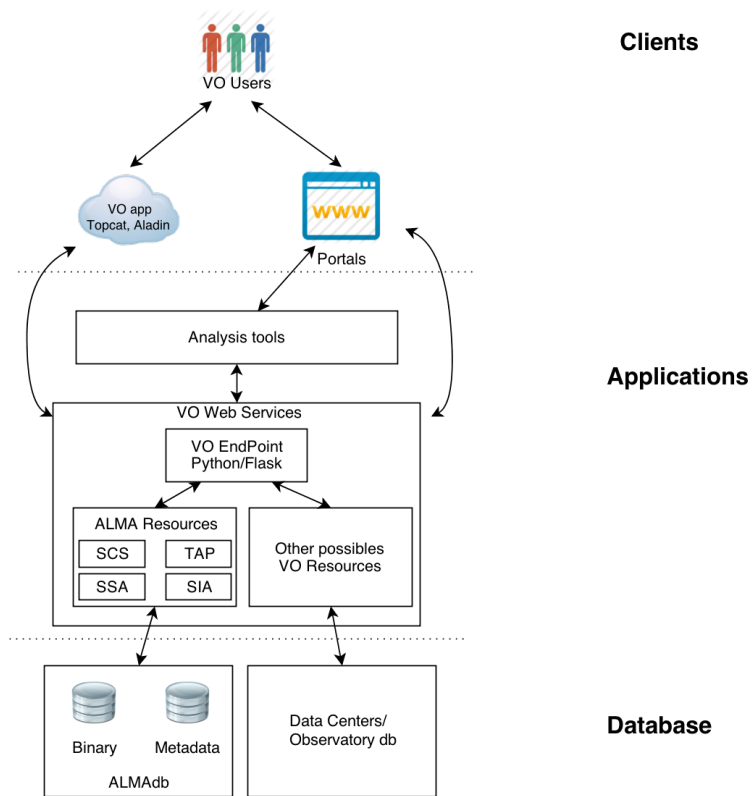 Clients
VO Users
VO app
Topcat, Aladin
www
Portals
Analysis tools
Applications
VO Web Services
VO EndPoint
Python/Flask
ALMA Resources
SCS
TAP
SSA
SIA
Other possibles
VO Resources
Binary
Metadata
ALMAdb
Data Centers/
Observatory db
Database